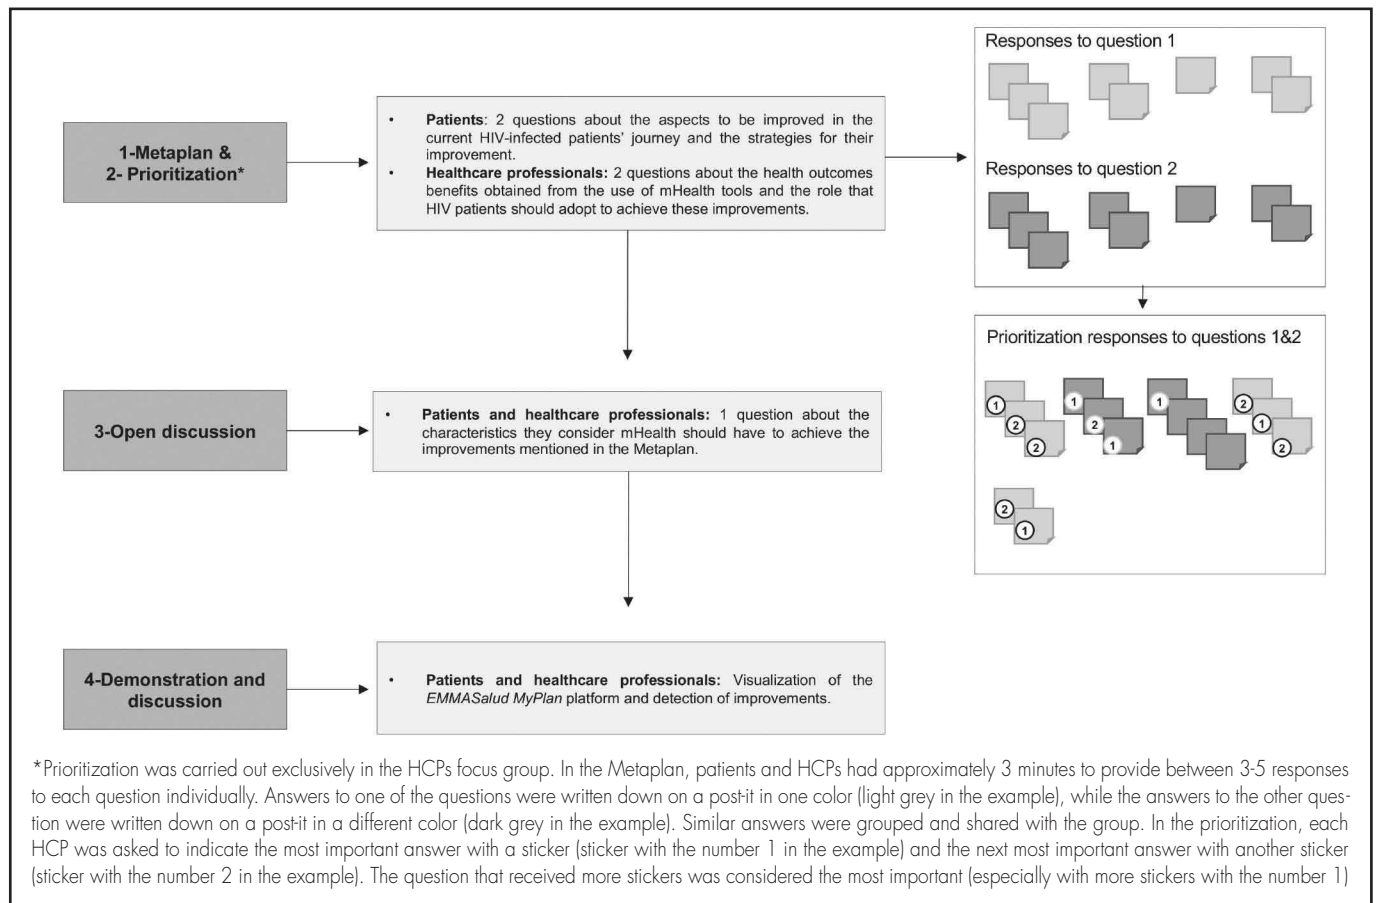 1-Metaplan &
2- Prioritization*
• Patients: 2 questions about the aspects to be improved in the
current HIV-infected patients' journey and the strategies for their
improvement.
• Healthcare professionals: 2 questions about the health outcomes
benefits obtained from the use of mHealth tools and the role that
HIV patients should adopt to achieve these improvements.
Responses to question 1
Responses to question 2
Prioritization responses to questions 1&2
1
2
2
1
2
1
1
2
1
2
2
1
3-Open discussion
• Patients and healthcare professionals: 1 question about the
characteristics they consider mHealth should have to achieve the
improvements mentioned in the Metaplan.
4-Demonstration and
discussion
• Patients and healthcare professionals: Visualization of the
EMMASalud MyPlan platform and detection of improvements.
*Prioritization was carried out exclusively in the HCPs focus group. In the Metaplan, patients and HCPs had approximately 3 minutes to provide between 3-5 responses
to each question individually. Answers to one of the questions were written down on a post-it in one color (light grey in the example), while the answers to the other ques-
tion were written down on a post-it in a different color (dark grey in the example). Similar answers were grouped and shared with the group. In the prioritization, each
HCP was asked to indicate the most important answer with a sticker (sticker with the number 1 in the example) and the next most important answer with another sticker
(sticker with the number 2 in the example). The question that received more stickers was considered the most important (especially with more stickers with the number 1)